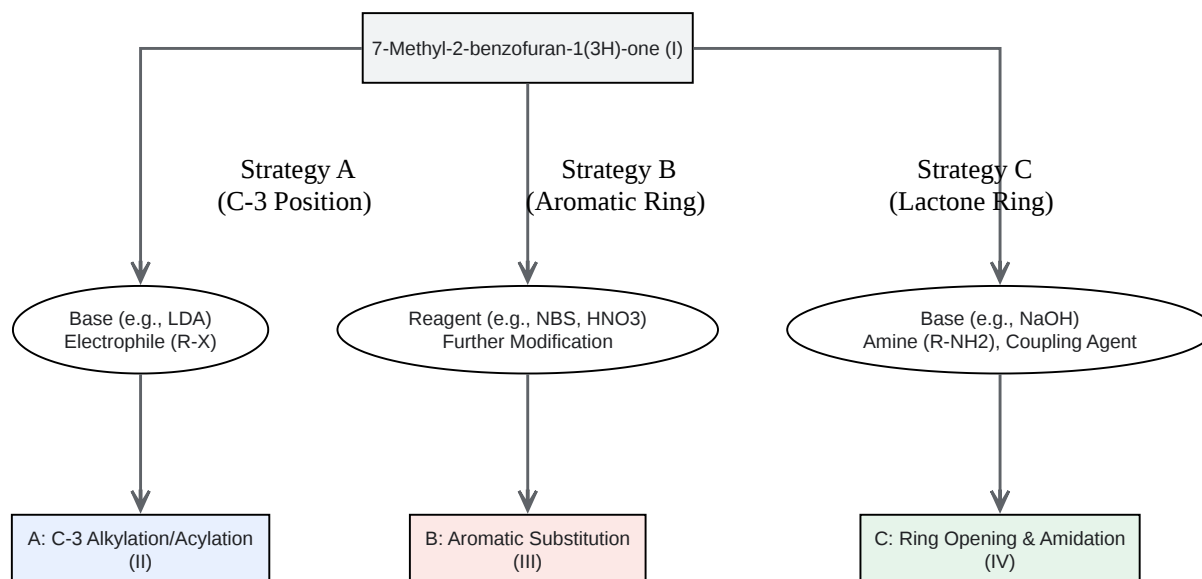 7-Methyl-2-benzofuran-1(3H)-one (I)
Strategy A
(C-3 Position)
Strategy B
(Aromatic Ring)
Strategy C
(Lactone Ring)
Base (e.g., LDA)
Electrophile (R-X)
Reagent (e.g., NBS, HNO3)
Further Modification
Base (e.g., NaOH)
Amine (R-NH2), Coupling Agent
A: C-3 Alkylation/Acylation
(II)
B: Aromatic Substitution
(III)
C: Ring Opening & Amidation
(IV)